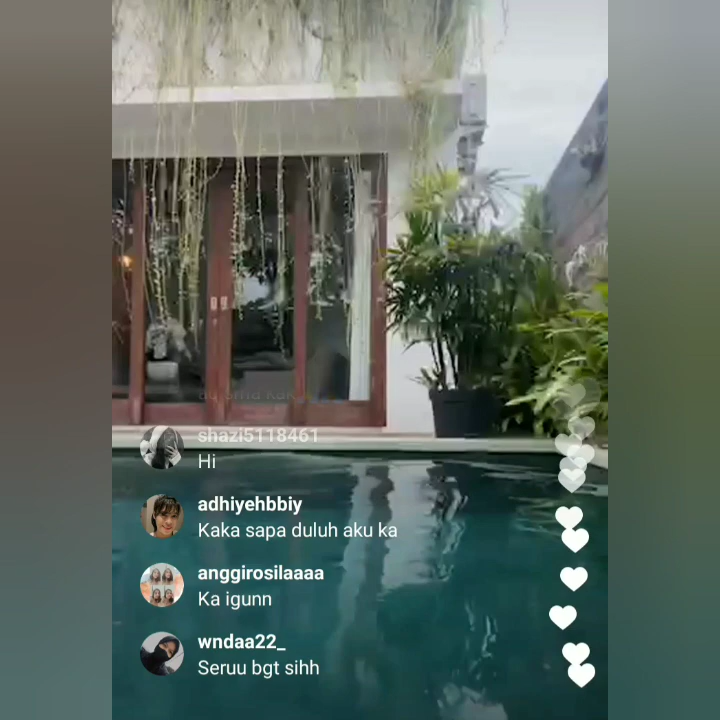 shazi5118461
Hi
adhiyehbbiy
Kaka sapa duluh aku ka
anggirosilaaaa
Ka igunn
wndaa22_
Seruu bgt sihh